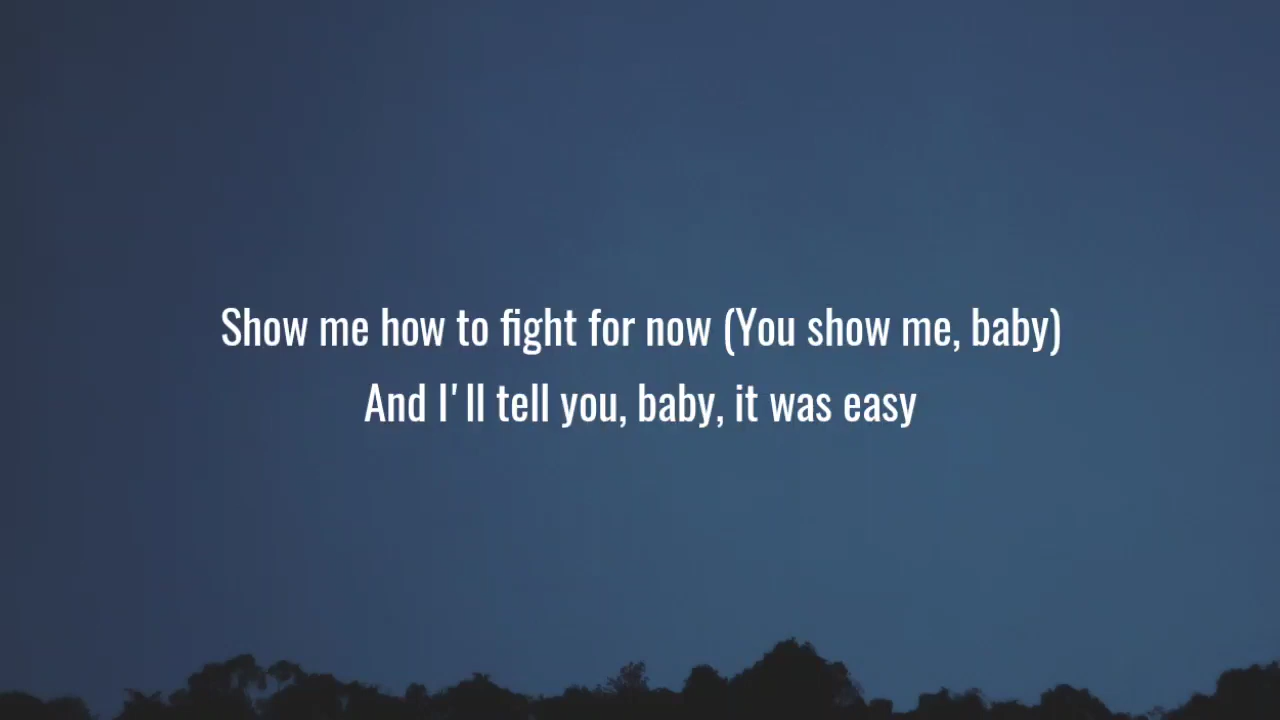 Show me how to fight for now (You show me, baby)
And I'll tell you, baby, it was easy